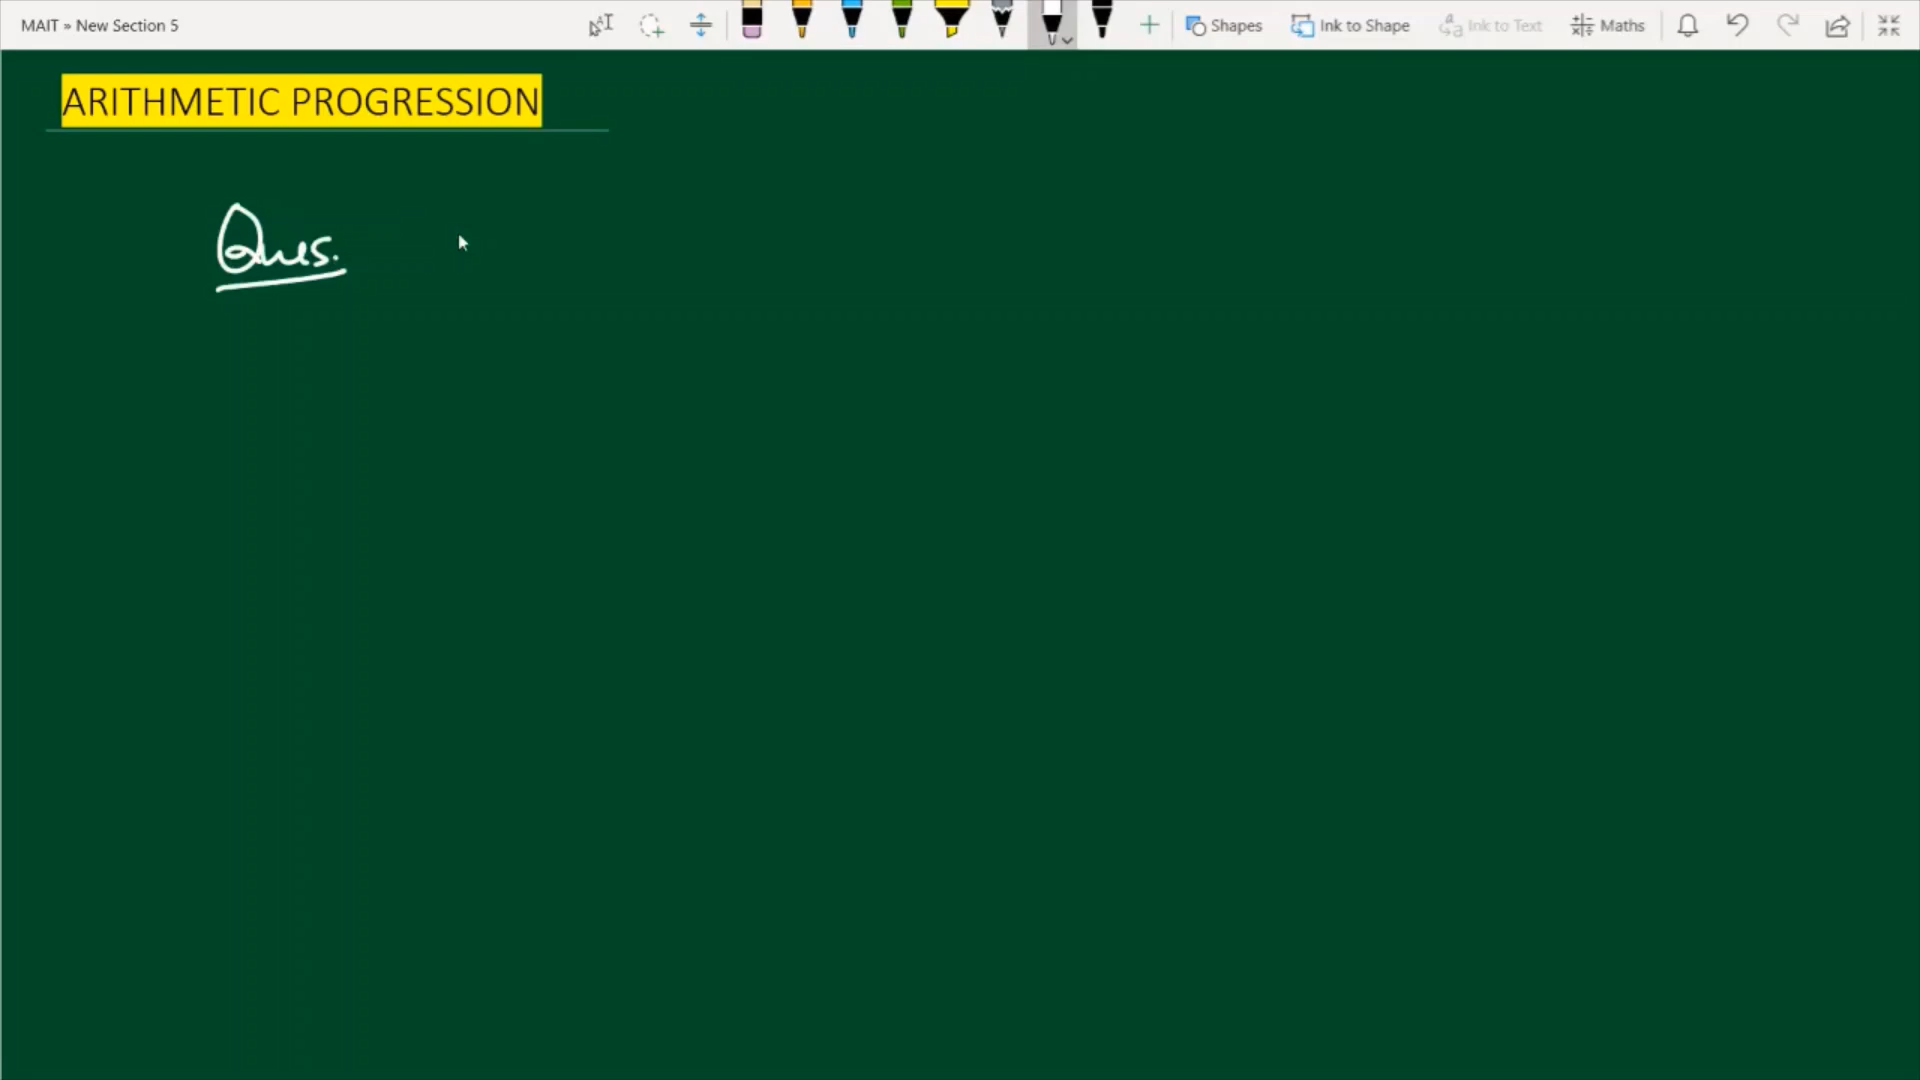 MAIT » New Section 5
Shapes Ink to Shape Ink to Text Maths
ARITHMETIC PROGRESSION
Ques.